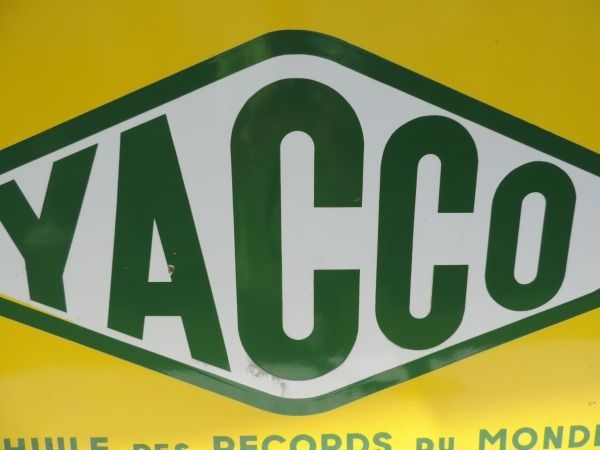 YACCO
HUILE DES RECORDS DU MONDE